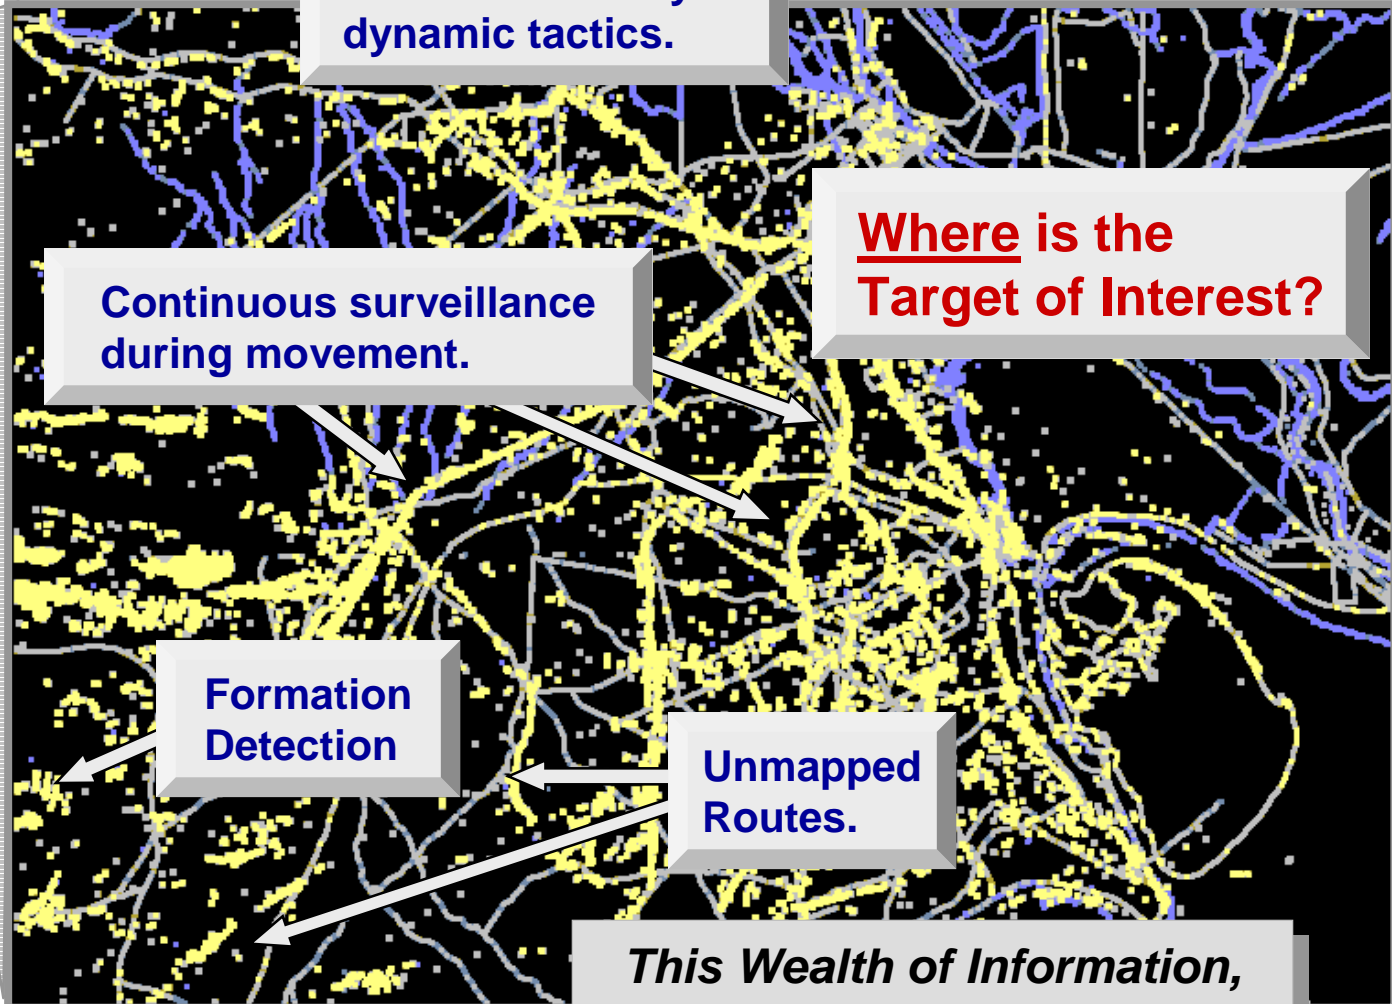 dynamic tactics.
Where is the
Target of Interest?
Continuous surveillance
during movement.
Formation
Detection
Unmapped
Routes.
This Wealth of Information,